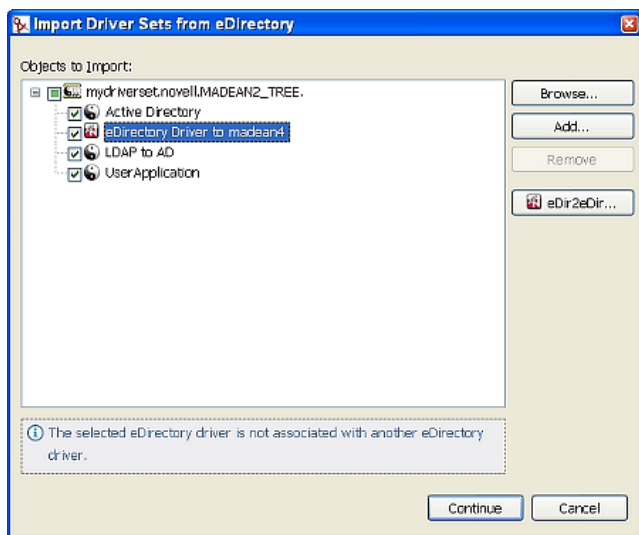 Import Driver Sets from eDirectory
Objects to Import:
mydriverset.novell.MADEAN2_TREE.
Active Directory
eDirectory Driver to madean4
LDAP to AD
UserApplication
Browse...
Add...
Remove
eDir2eDir...
The selected eDirectory driver is not associated with another eDirectory
driver.
Continue
Cancel